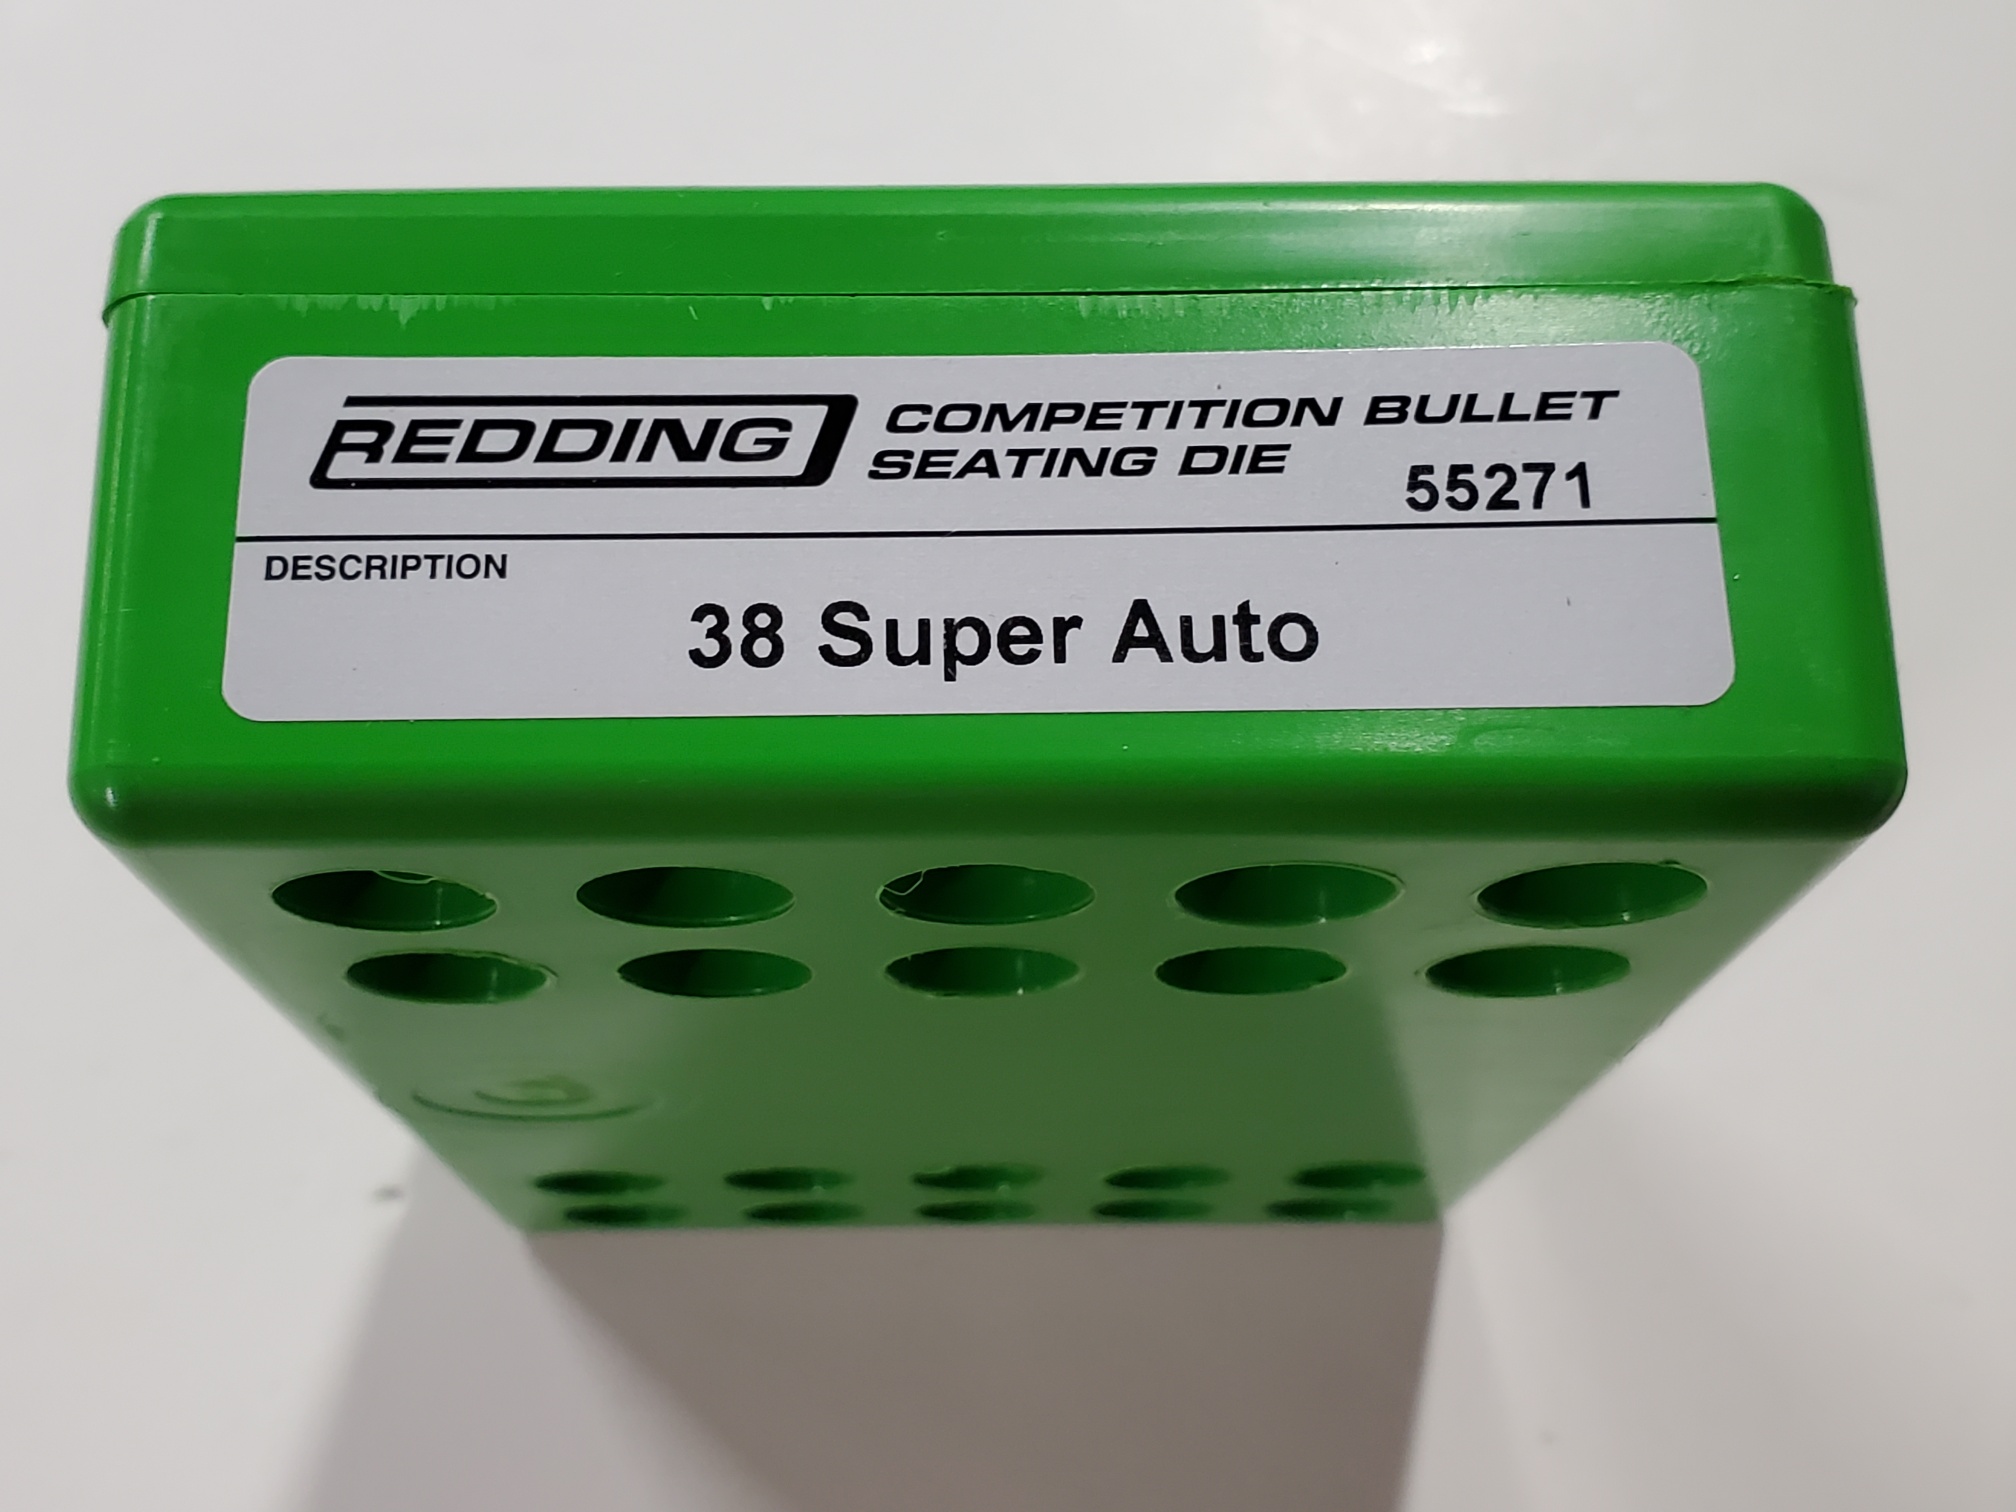 REDDING COMPETITION BULLET
SEATING DIE 55271
DESCRIPTION
38 Super Auto